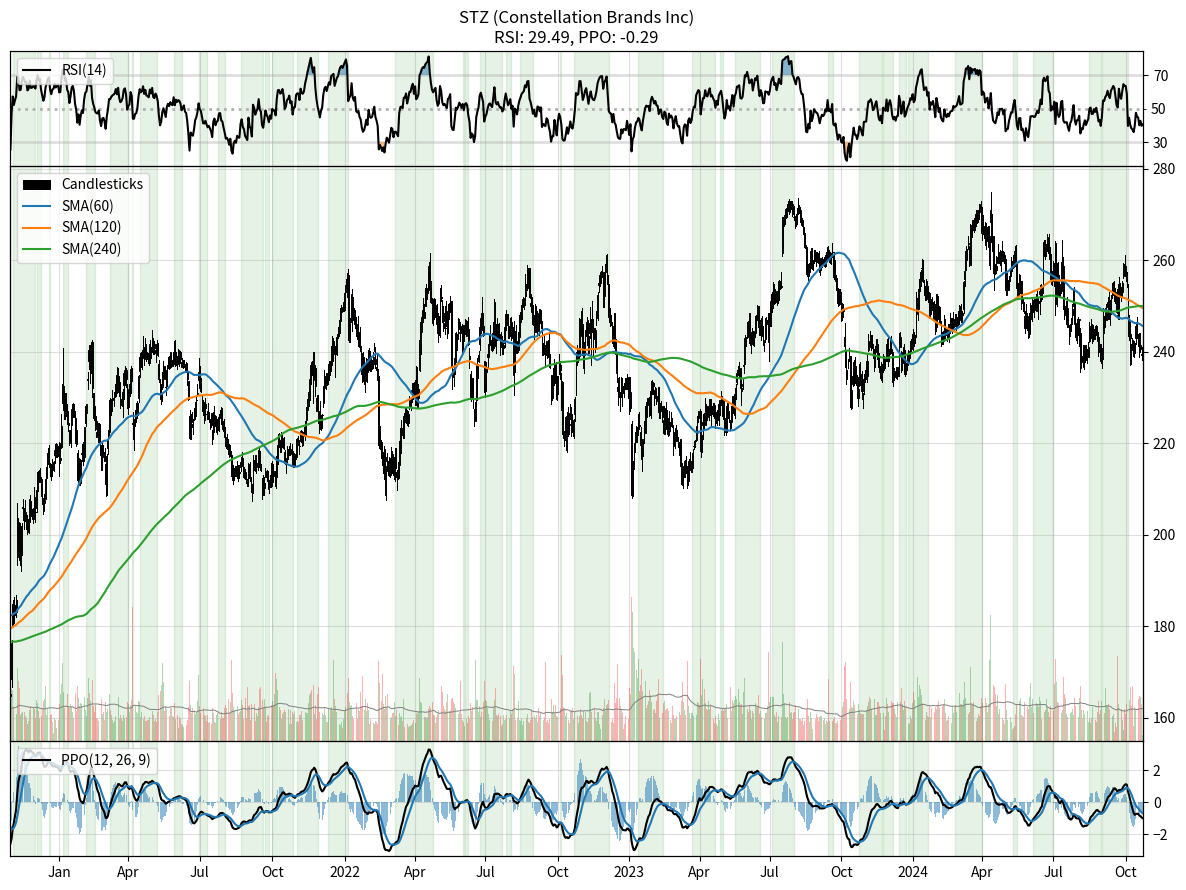 STZ (Constellation Brands Inc)
RSI: 29.49, PPO: -0.29
RSI(14)
70
50
30
Candlesticks
SMA(60)
SMA(120)
SMA(240)
280
260
240
220
200
180
160
PPO(12, 26, 9)
2
0
−2
Jan Apr Jul Oct 2022 Apr Jul Oct 2023 Apr Jul Oct 2024 Apr Jul Oct